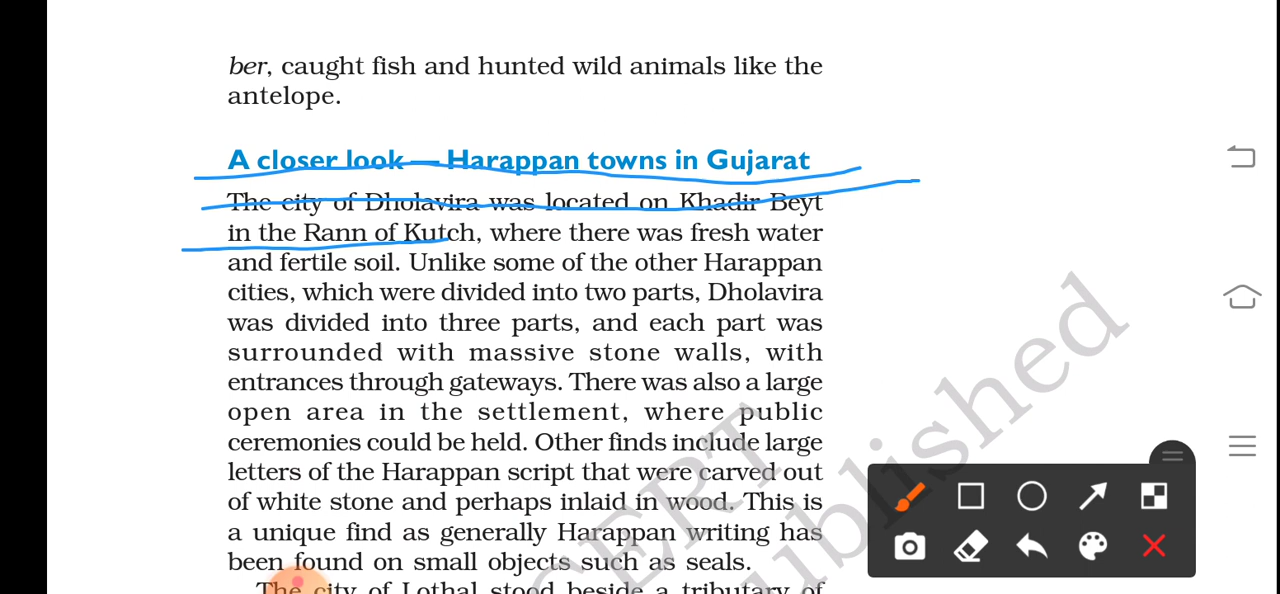 ber, caught fish and hunted wild animals like the
antelope.
A closer look — Harappan towns in Gujarat
The city of Dholavira was located on Khadir Beyt
in the Rann of Kutch, where there was fresh water
and fertile soil. Unlike some of the other Harappan
cities, which were divided into two parts, Dholavira
was divided into three parts, and each part was
surrounded with massive stone walls, with
entrances through gateways. There was also a large
open area in the settlement, where public
ceremonies could be held. Other finds include large
letters of the Harappan script that were carved out
of white stone and perhaps inlaid in wood. This is
a unique find as generally Harappan writing has
been found on small objects such as seals.
The city of Lothal stood beside a tributary of